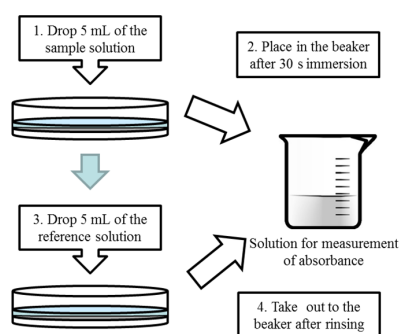 1. Drop 5 mL of the
sample solution
2. Place in the beaker
after 30 s immersion
3. Drop 5 mL of the
reference solution
Solution for measurement
of absorbance
4. Take out to the
beaker after rinsing